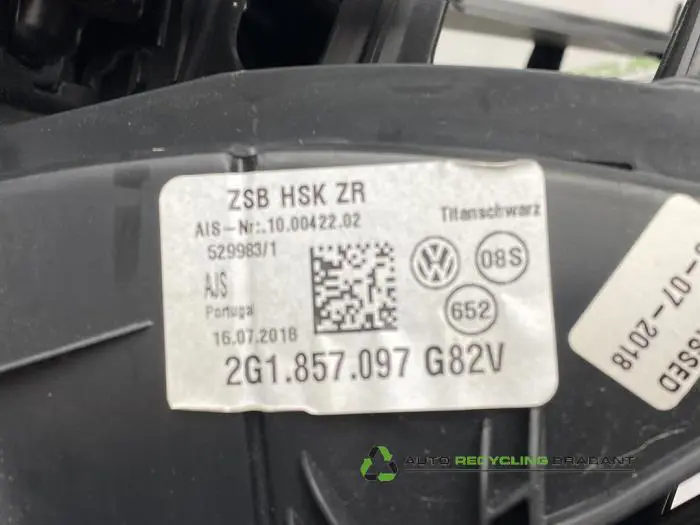 ZSB HSK ZR
AIS-Nr:.10.00422.02
Titanschwarz
529983/1
08S
AJS
652
Portugal
16.07.2018
2G1.857.097 G82V
-07-2018
SSED
AUTO RECYCLING BRABANT